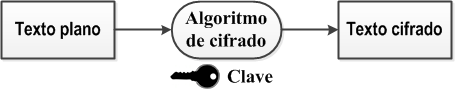 Texto plano
Algoritmo
de cifrado
Texto cifrado
Clave